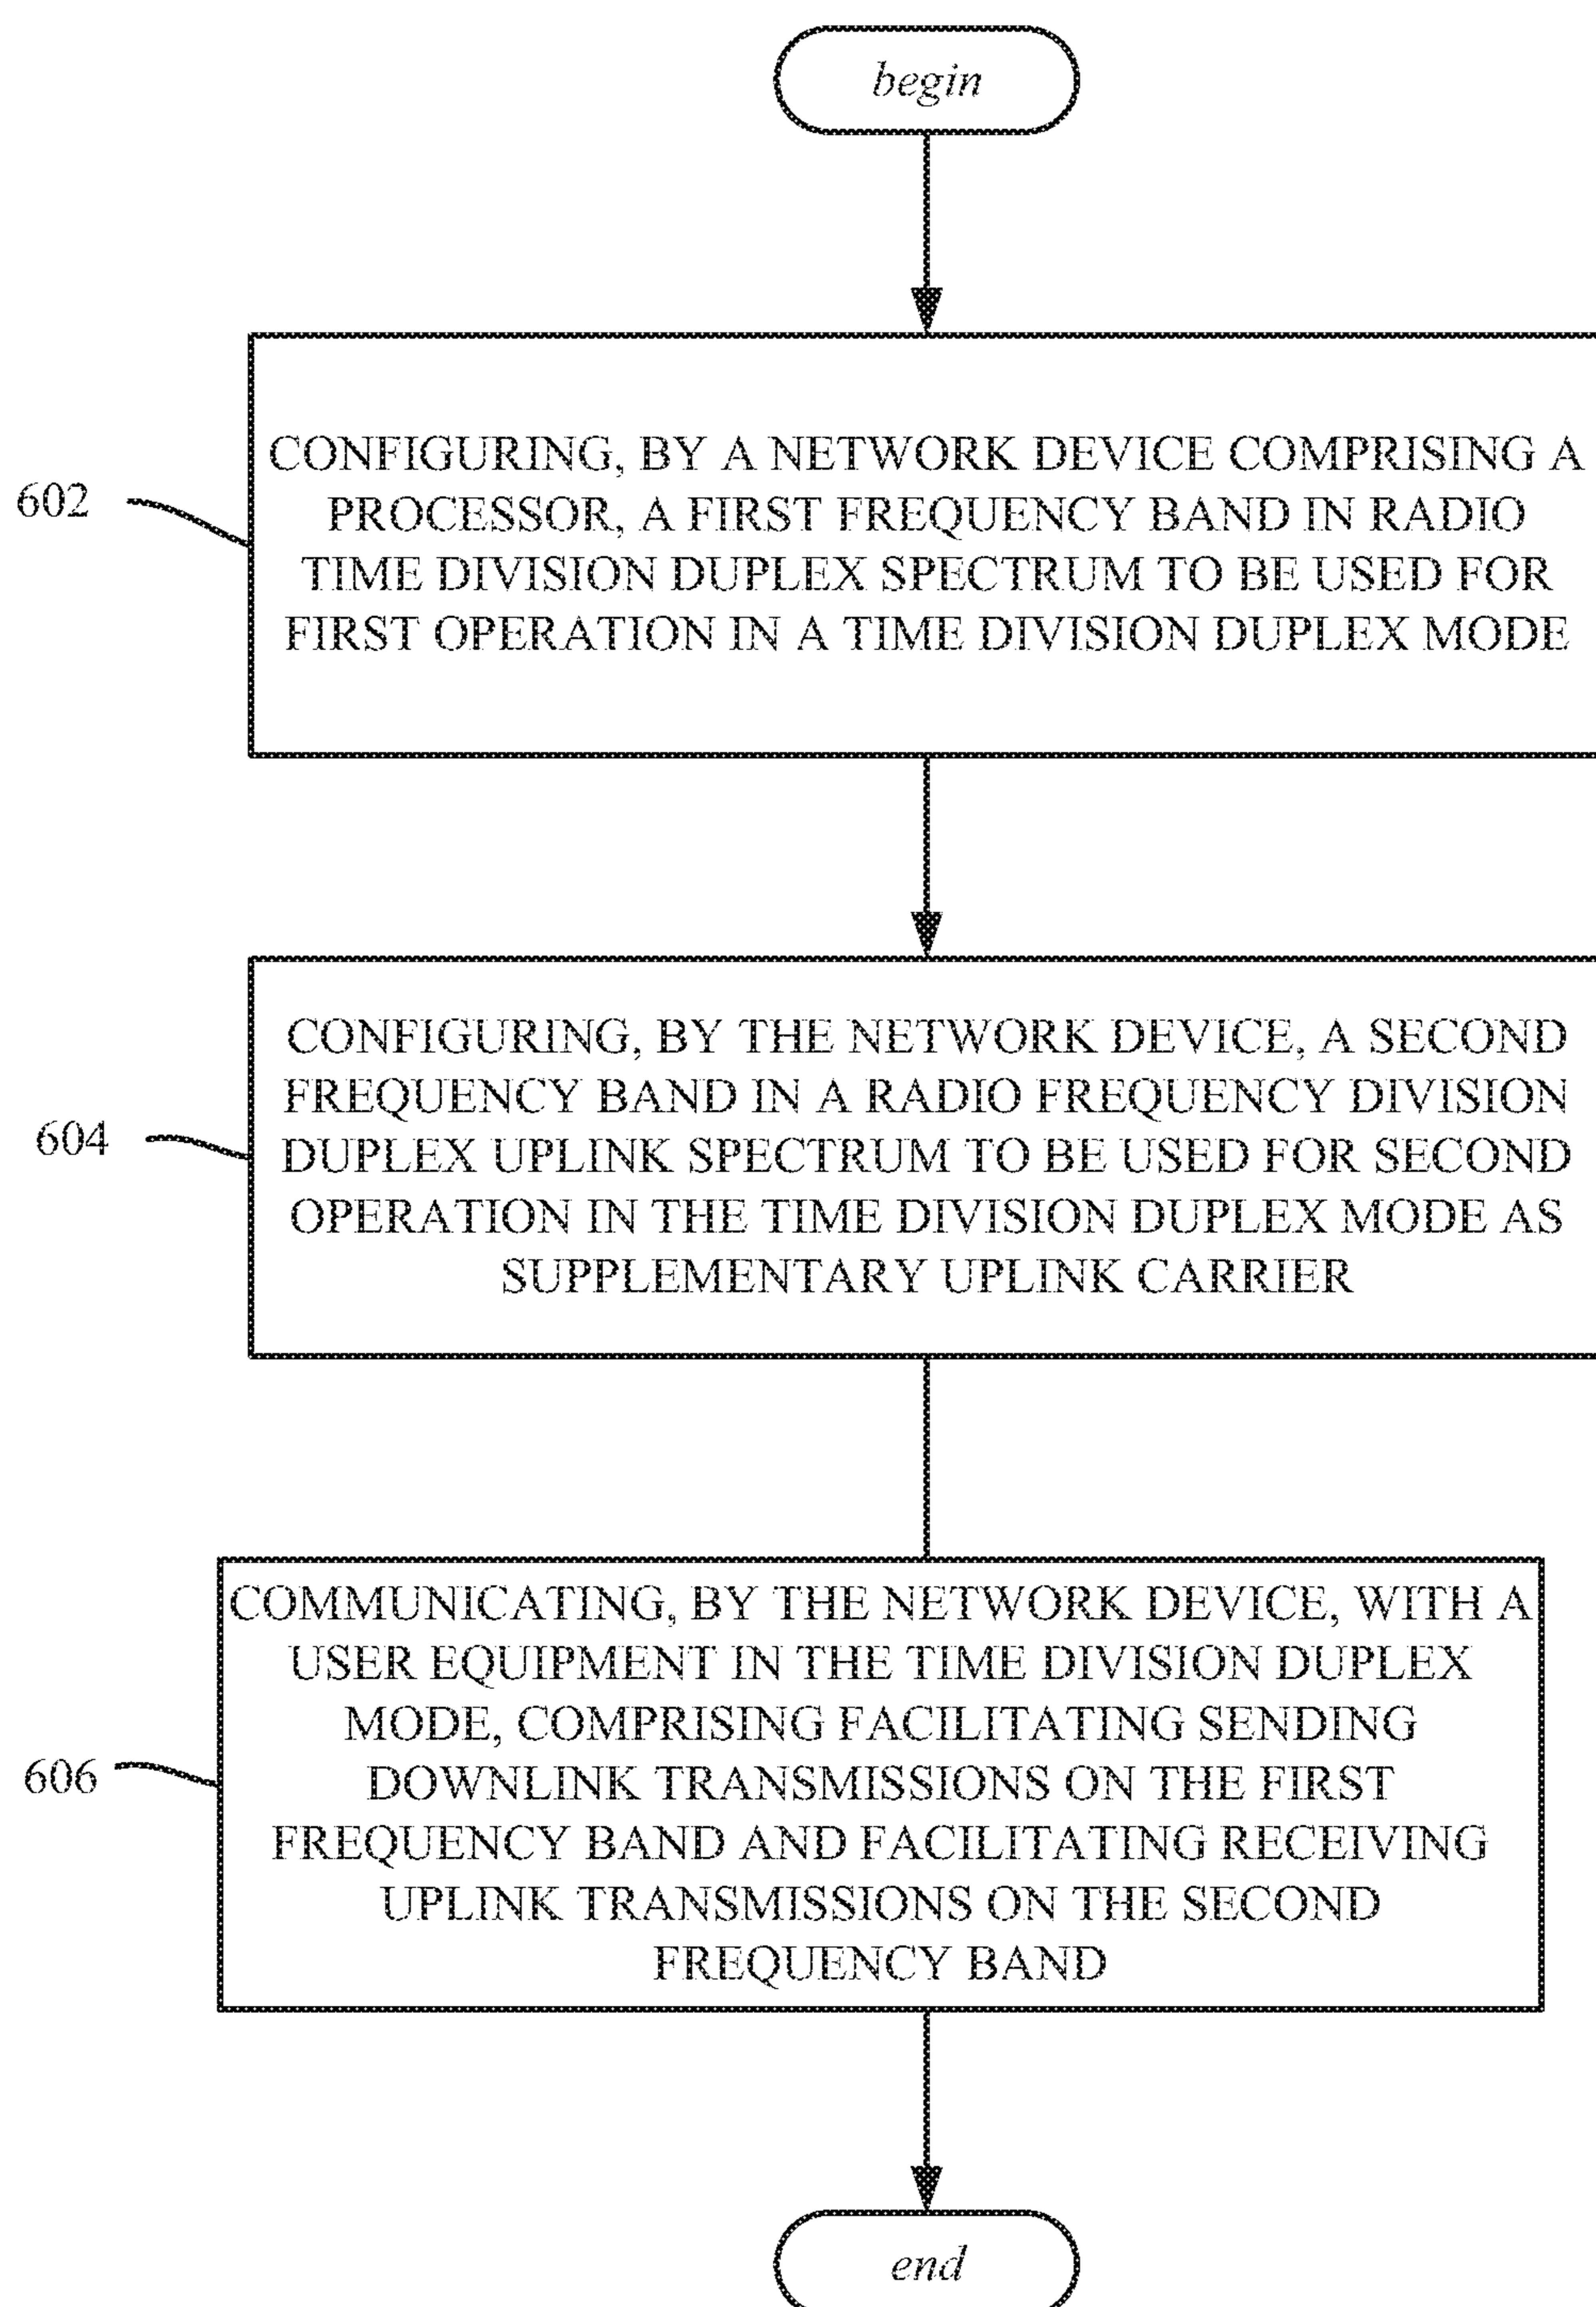 begin
CONFIGURING, BY A NETWORK DEVICE COMPRISING A
PROCESSOR, A FIRST FREQUENCY BAND IN RADIO
602
TIME DIVISION DUPLEX SPECTRUM TO BE USED FOR
FIRST OPERATION IN A TIME DIVISION DUPLEX MODE
CONFIGURING, BY THE NETWORK DEVICE, A SECOND
FREQUENCY BAND IN A RADIO FREQUENCY DIVISION
604
DUPLEX UPLINK SPECTRUM TO BE USED FOR SECOND
OPERATION IN THE TIME DIVISION DUPLEX MODE AS
SUPPLEMENTARY UPLINK CARRIER
COMMUNICATING, BY THE NETWORK DEVICE, WITH A
USER EQUIPMENT IN THE TIME DIVISION DUPLEX
MODE, COMPRISING FACILITATING SENDING
606
DOWNLINK TRANSMISSIONS ON THE FIRST
FREQUENCY BAND AND FACILITATING RECEIVING
UPLINK TRANSMISSIONS ON THE SECOND
FREQUENCY BAND
end